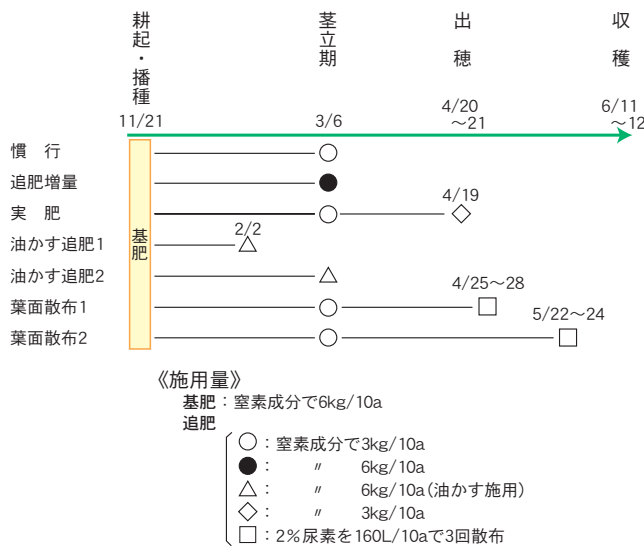 耕起・播種
茎立期
出 穂
収 穫
11/21
3/6
4/20
～21
6/11
～12
慣 行
追肥増量
実 肥
4/19
油かす追肥1
2/2
油かす追肥2
葉面散布1
4/25～28
葉面散布2
5/22～24
基肥
《施用量》
基肥：窒素成分で6kg/10a
追肥
○：窒素成分で3kg/10a
●： 〃 6kg/10a
△： 〃 6kg/10a（油かす施用）
◇： 〃 3kg/10a
□：2％尿素を160L/10aで3回散布